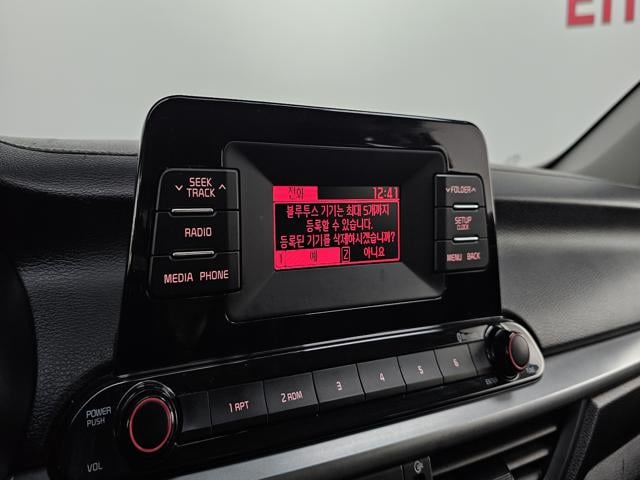 SEEK
TRACK
RADIO
MEDIA PHONE
전화 12:41
블루투스 기기는 최대 5개까지
등록할 수 있습니다.
등록된 기기를 삭제하시겠습니까?
1 예 2 아니요
FOLDER
SETUP
CLOCK
MENU BACK
POWER
PUSH
VOL
1 RPT
2 RDM
3
4
5
6
ENTER